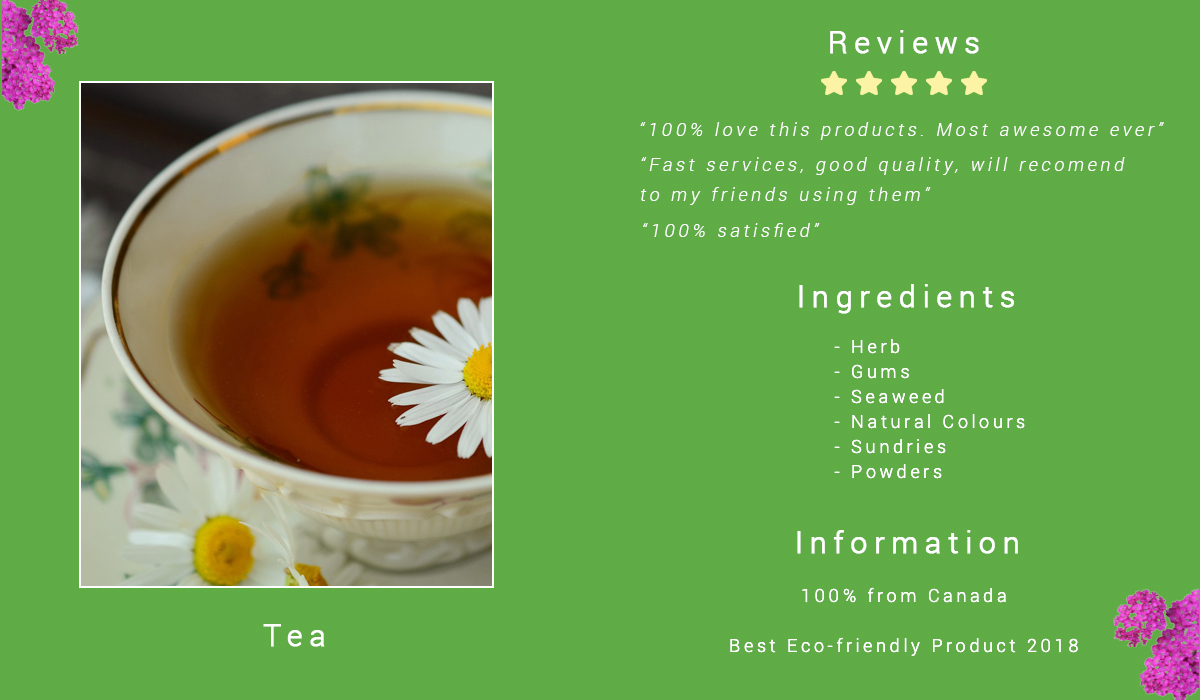 Reviews
“100% love this products. Most awesome ever”
“Fast services, good quality, will recomend
to my friends using them”
“100% satisfied”
Ingredients
- Herb
- Gums
- Seaweed
- Natural Colours
- Sundries
- Powders
Information
100% from Canada
Best Eco-friendly Product 2018
Tea